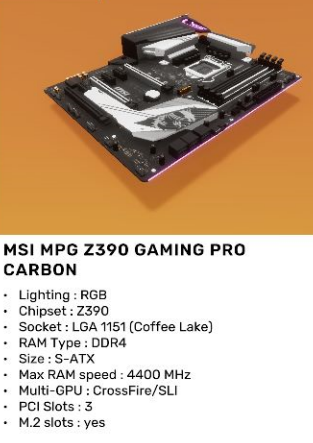 MSI MPG Z390 GAMING PRO
CARBON
• Lighting : RGB
• Chipset : Z390
• Socket : LGA 1151 (Coffee Lake)
• RAM Type : DDR4
• Size : S-ATX
• Max RAM speed : 4400 MHz
• Multi-GPU : CrossFire/SLI
• PCI Slots : 3
• M.2 slots : yes